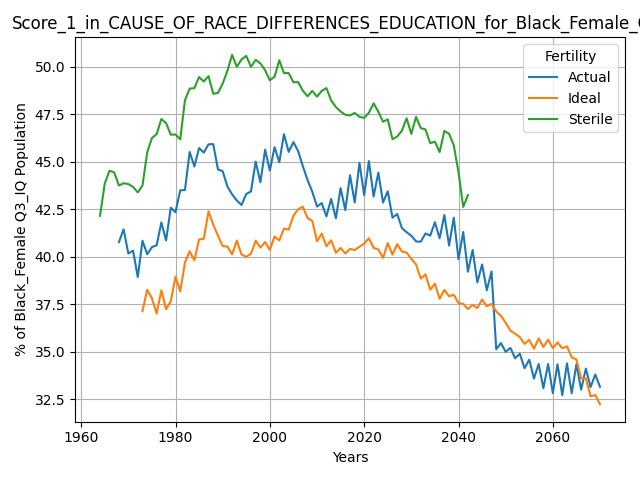 Score_1_in_CAUSE_OF_RACE_DIFFERENCES_EDUCATION_for_Black_Female_
Fertility
Actual
Ideal
Sterile
% of Black_Female Q3_IQ Population
50.0
47.5
45.0
42.5
40.0
37.5
35.0
32.5
1960
1980
2000
2020
2040
2060
Years